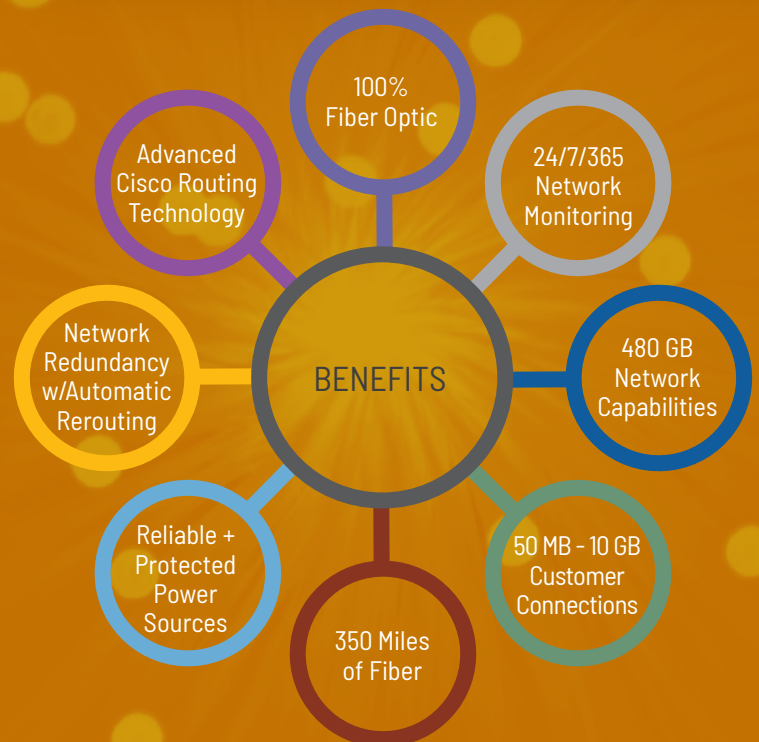 100%
Fiber Optic
24/7/365
Network
Monitoring
480 GB
Network
Capabilities
50 MB - 10 GB
Customer
Connections
350 Miles
of Fiber
Reliable +
Protected
Power
Sources
Network
Redundancy
w/Automatic
Rerouting
Advanced
Cisco Routing
Technology
BENEFITS